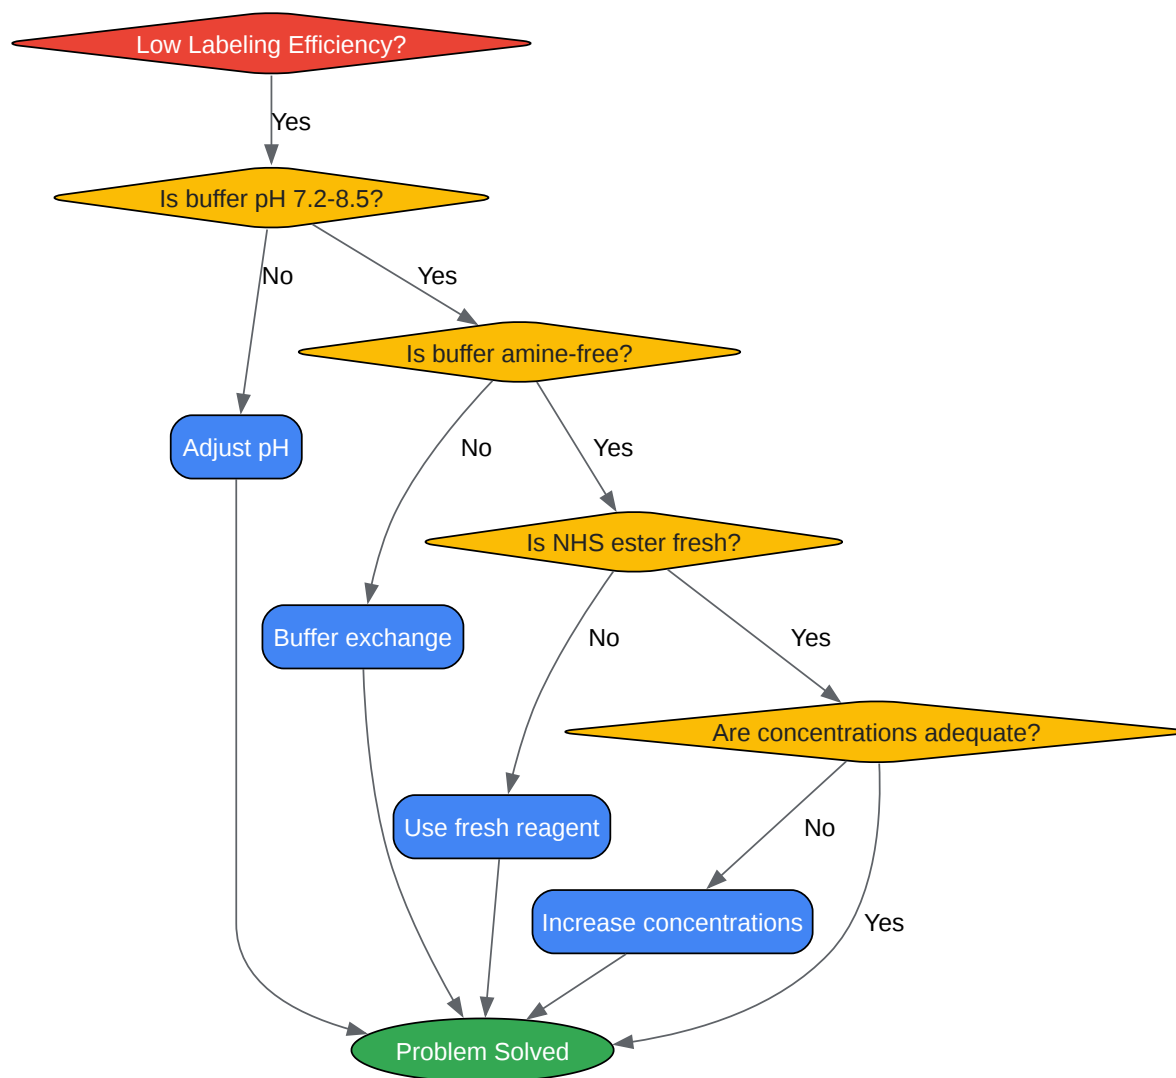 Low Labeling Efficiency?
Yes
Is buffer pH 7.2-8.5?
No
Yes
Is buffer amine-free?
Adjust pH
No
Yes
Is NHS ester fresh?
Buffer exchange
No
Yes
Are concentrations adequate?
Use fresh reagent
No
Increase concentrations
Yes
Problem Solved